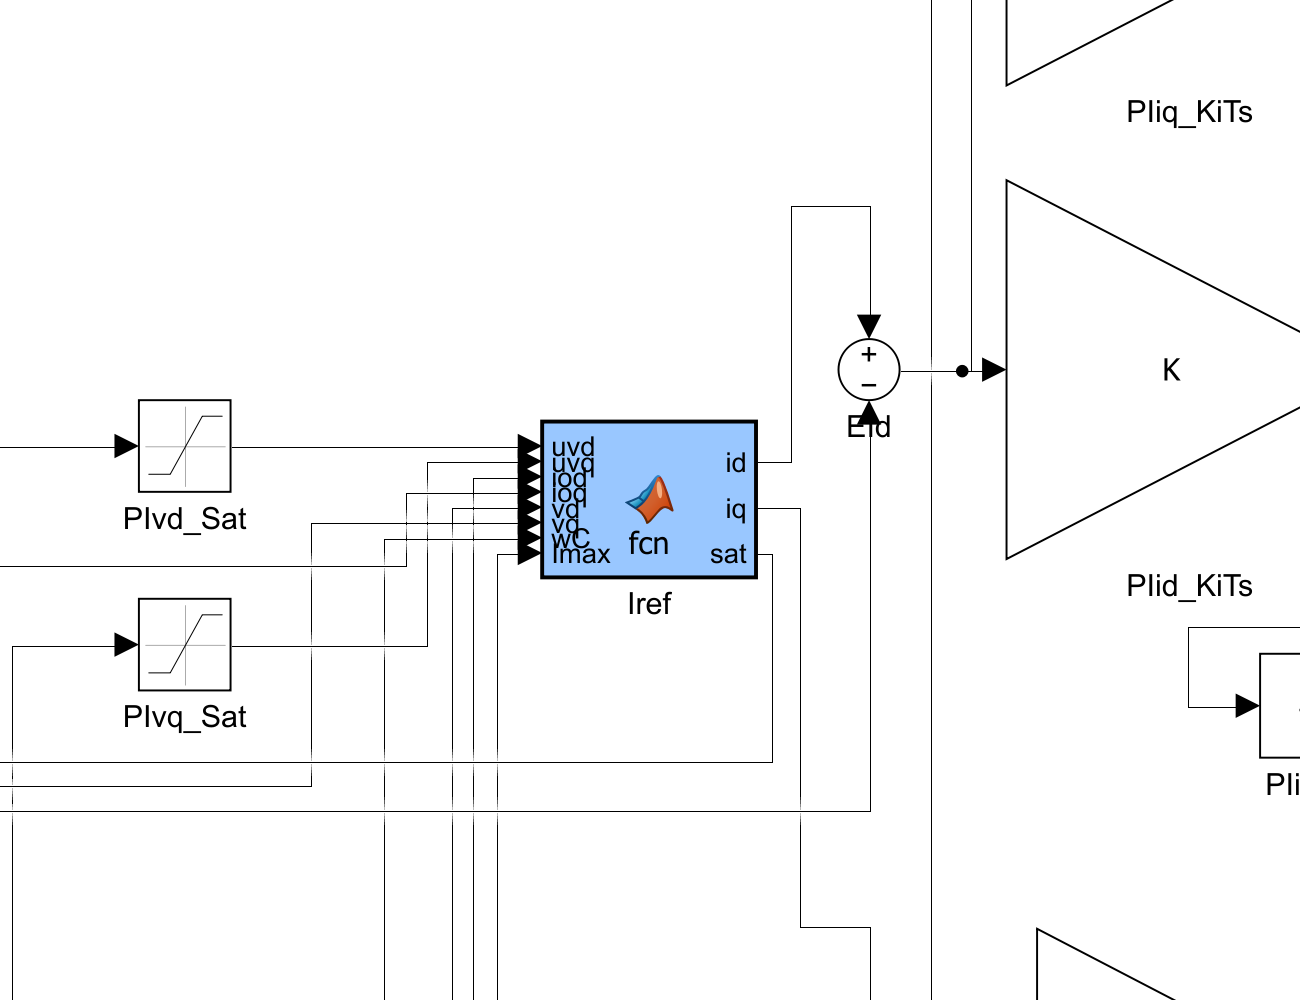 PIiq_KiTs
+
−
EId
K
PIvd_Sat
uvd
uvq
iod
ioq
vd
vq
wC
Imax
fcn
id
iq
sat
Iref
PIid_KiTs
PIvq_Sat